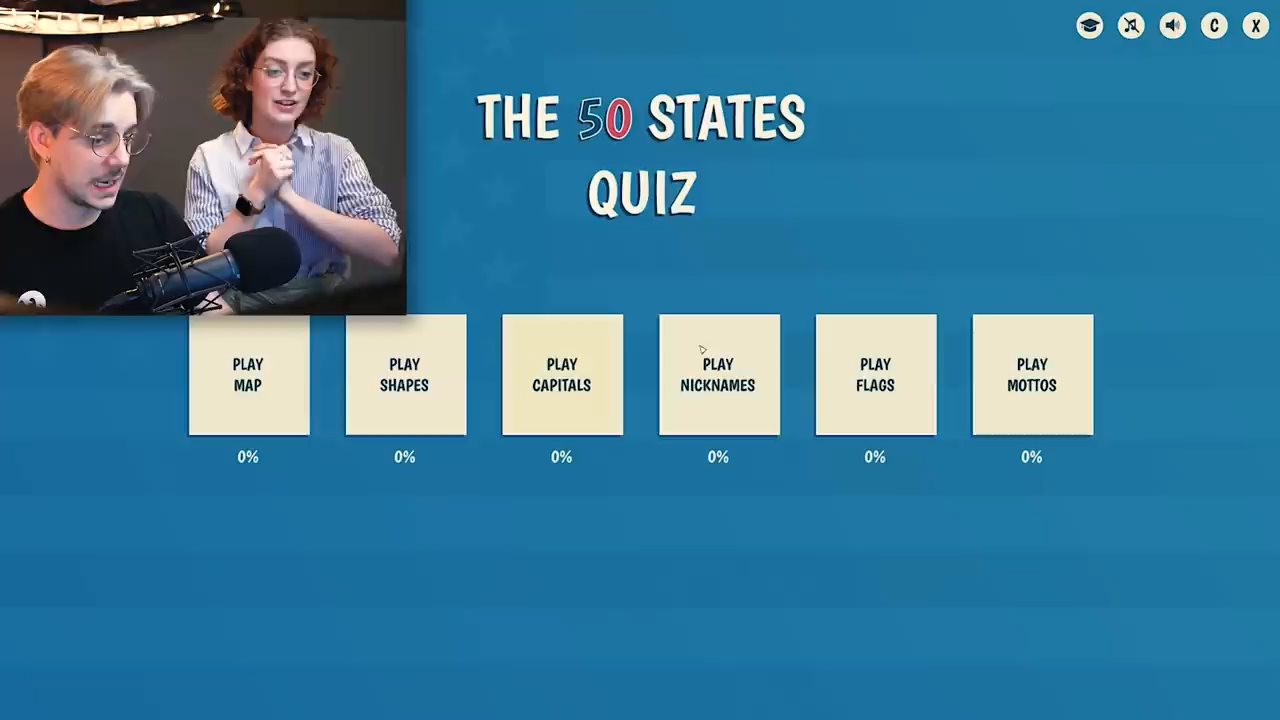 C
X
THE 50 STATES
QUIZ
PLAY
MAP
PLAY
SHAPES
PLAY
CAPITALS
PLAY
NICKNAMES
PLAY
FLAGS
PLAY
MOTTOS
0%
0%
0%
0%
0%
0%